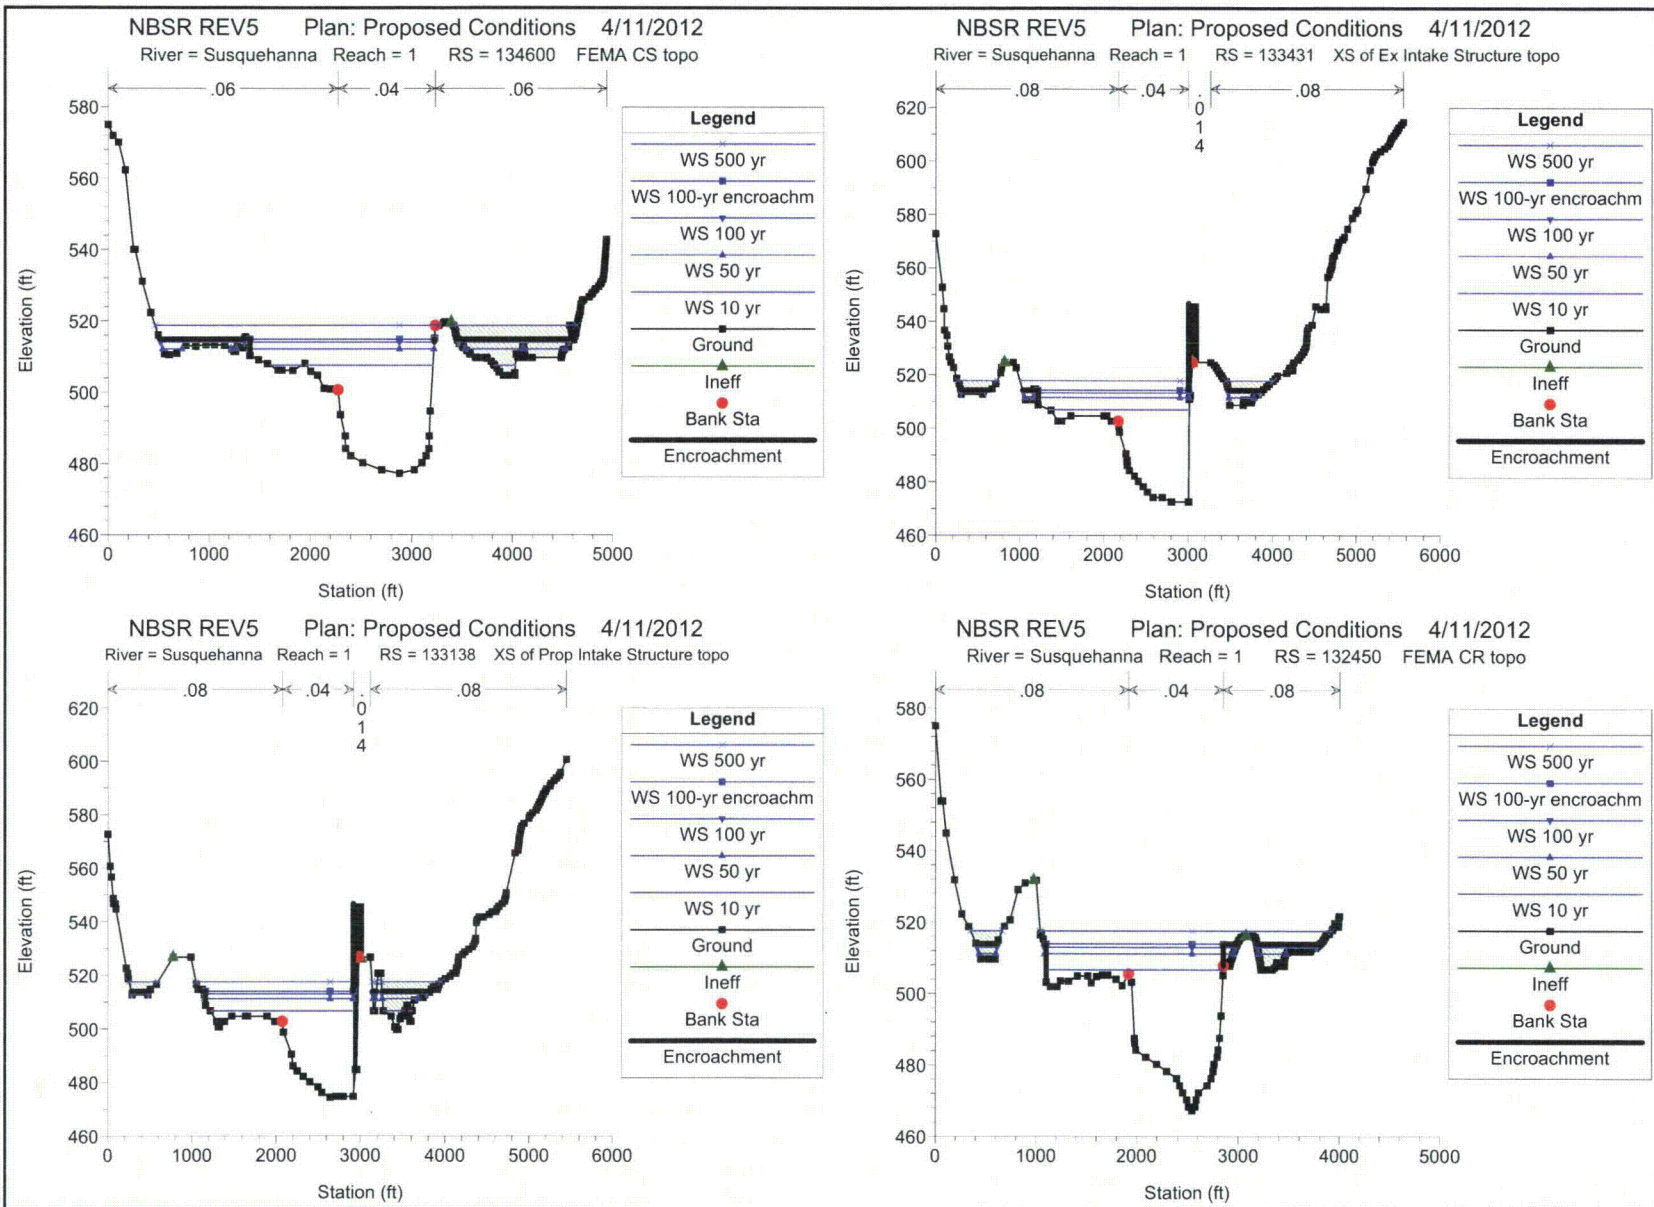 NBSR REV5 Plan: Proposed Conditions 4/11/2012
River = Susquehanna Reach = 1 RS = 134600 FEMA CS topo
.06
.04
.06
580
560
540
520
500
480
460
Elevation (ft)
0 1000 2000 3000 4000 5000
Station (ft)
Legend
WS 500 yr
WS 100-yr encroachm
WS 100 yr
WS 50 yr
WS 10 yr
Ground
Ineff
Bank Sta
Encroachment
NBSR REV5 Plan: Proposed Conditions 4/11/2012
River = Susquehanna Reach = 1 RS = 133431 XS of Ex Intake Structure topo
.08
.04
.
0
1
4
.08
620
600
580
560
540
520
500
480
460
Elevation (ft)
0 1000 2000 3000 4000 5000 6000
Station (ft)
Legend
WS 500 yr
WS 100-yr encroachm
WS 100 yr
WS 50 yr
WS 10 yr
Ground
Ineff
Bank Sta
Encroachment
NBSR REV5 Plan: Proposed Conditions 4/11/2012
River = Susquehanna Reach = 1 RS = 133138 XS of Prop Intake Structure topo
.08
.04
.
0
1
4
.08
620
600
580
560
540
520
500
480
460
Elevation (ft)
0 1000 2000 3000 4000 5000 6000
Station (ft)
Legend
WS 500 yr
WS 100-yr encroachm
WS 100 yr
WS 50 yr
WS 10 yr
Ground
Ineff
Bank Sta
Encroachment
NBSR REV5 Plan: Proposed Conditions 4/11/2012
River = Susquehanna Reach = 1 RS = 132450 FEMA CR topo
.08
.04
.08
580
560
540
520
500
480
460
Elevation (ft)
0 1000 2000 3000 4000 5000
Station (ft)
Legend
WS 500 yr
WS 100-yr encroachm
WS 100 yr
WS 50 yr
WS 10 yr
Ground
Ineff
Bank Sta
Encroachment